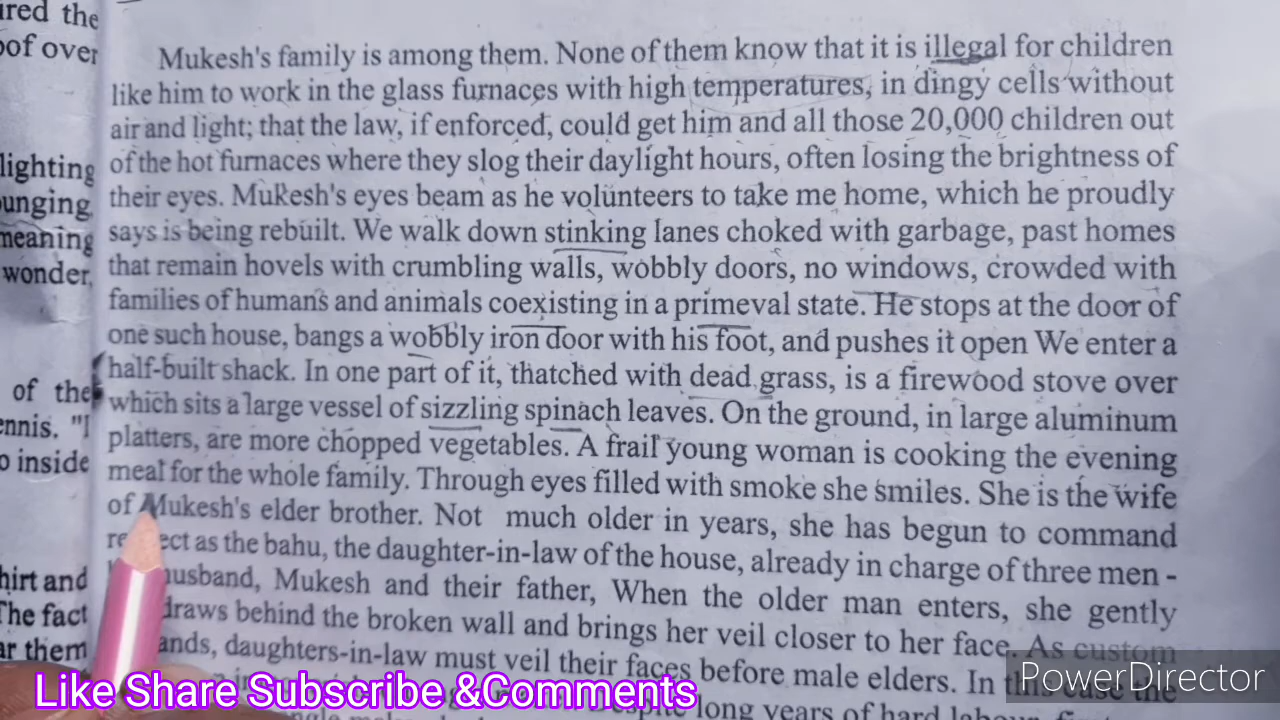 ured the
oof over
lighting
ounging
meaning
wonder,
of the
ennis. "I
o inside
hirt and
The fact
ar them
Mukesh's family is among them. None of them know that it is illegal for children
like him to work in the glass furnaces with high temperatures, in dingy cells without
air and light; that the law, if enforced, could get him and all those 20,000 children out
of the hot furnaces where they slog their daylight hours, often losing the brightness of
their eyes. Mukesh's eyes beam as he volunteers to take me home, which he proudly
says is being rebuilt. We walk down stinking lanes choked with garbage, past homes
that remain hovels with crumbling walls, wobbly doors, no windows, crowded with
families of humans and animals coexisting in a primeval state. He stops at the door of
one such house, bangs a wobbly iron door with his foot, and pushes it open We enter a
half-built shack. In one part of it, thatched with dead grass, is a firewood stove over
which sits a large vessel of sizzling spinach leaves. On the ground, in large aluminum
platters, are more chopped vegetables. A frail young woman is cooking the evening
meal for the whole family. Through eyes filled with smoke she smiles. She is the wife
of Mukesh's elder brother. Not much older in years, she has begun to command
re ect as the bahu, the daughter-in-law of the house, already in charge of three men -
husband, Mukesh and their father, When the older man enters, she gently
draws behind the broken wall and brings her veil closer to her face. As custom
ands, daughters-in-law must veil their faces before male elders. In this case the
long years of hard labour, first
Like Share Subscribe &Comments
PowerDirector